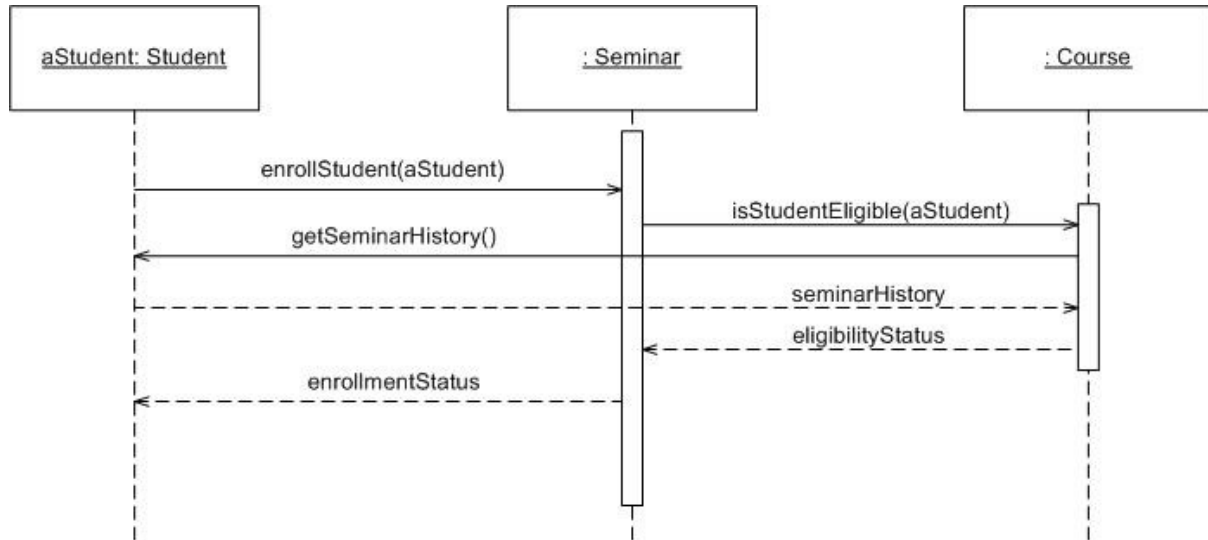 aStudent: Student
: Seminar
: Course
enrollStudent(aStudent)
isStudentEligible(aStudent)
getSeminarHistory()
seminarHistory
eligibilityStatus
enrollmentStatus